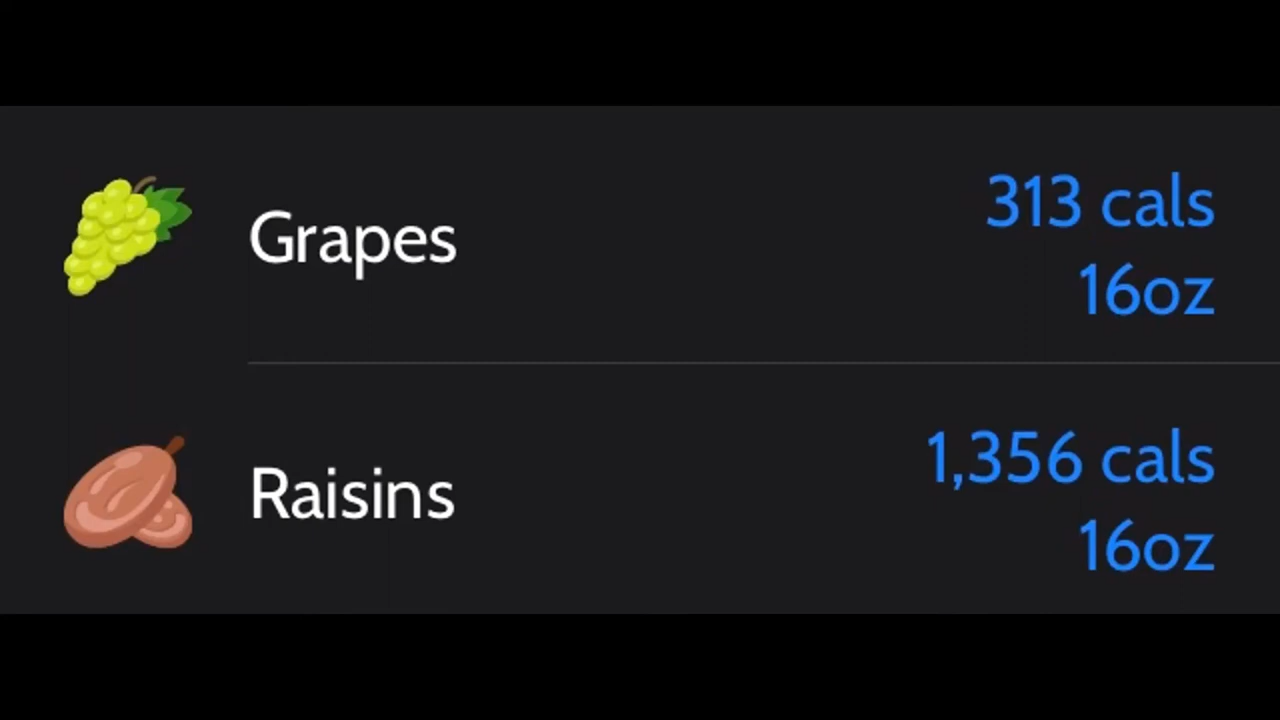 Grapes
313 cals
16oz
Raisins
1,356 cals
16oz